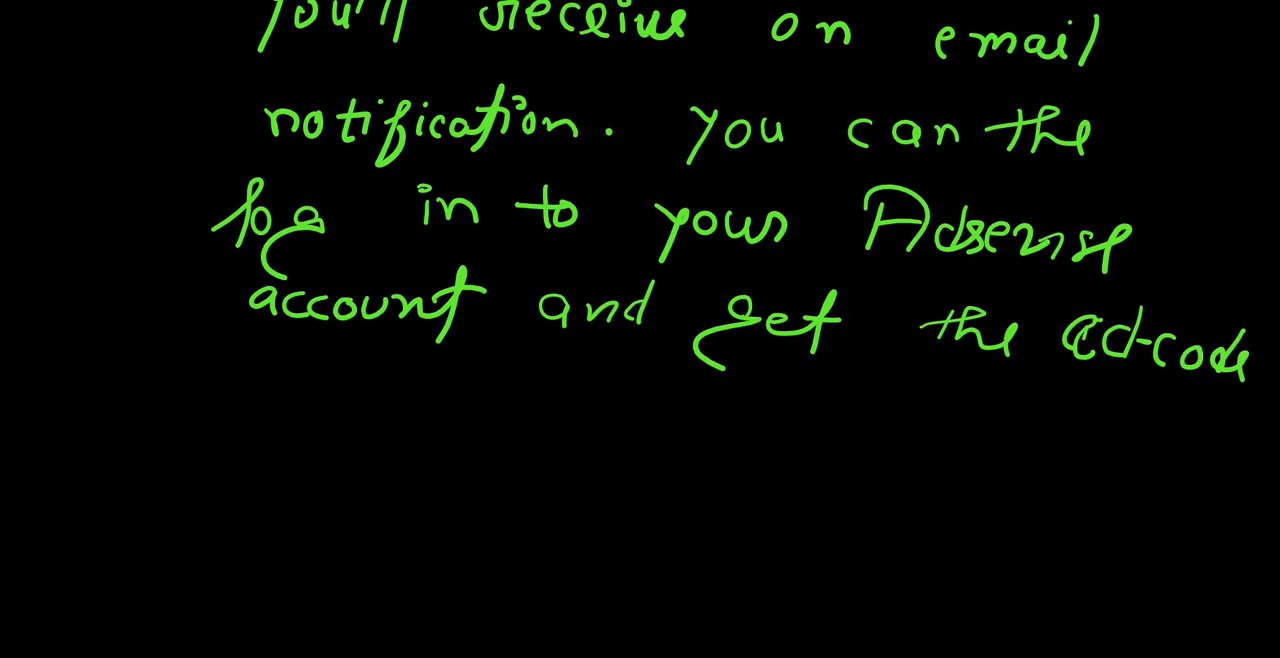 you'll receive on email
notification. you can the
log in to your Adsense
account and get the ad-code